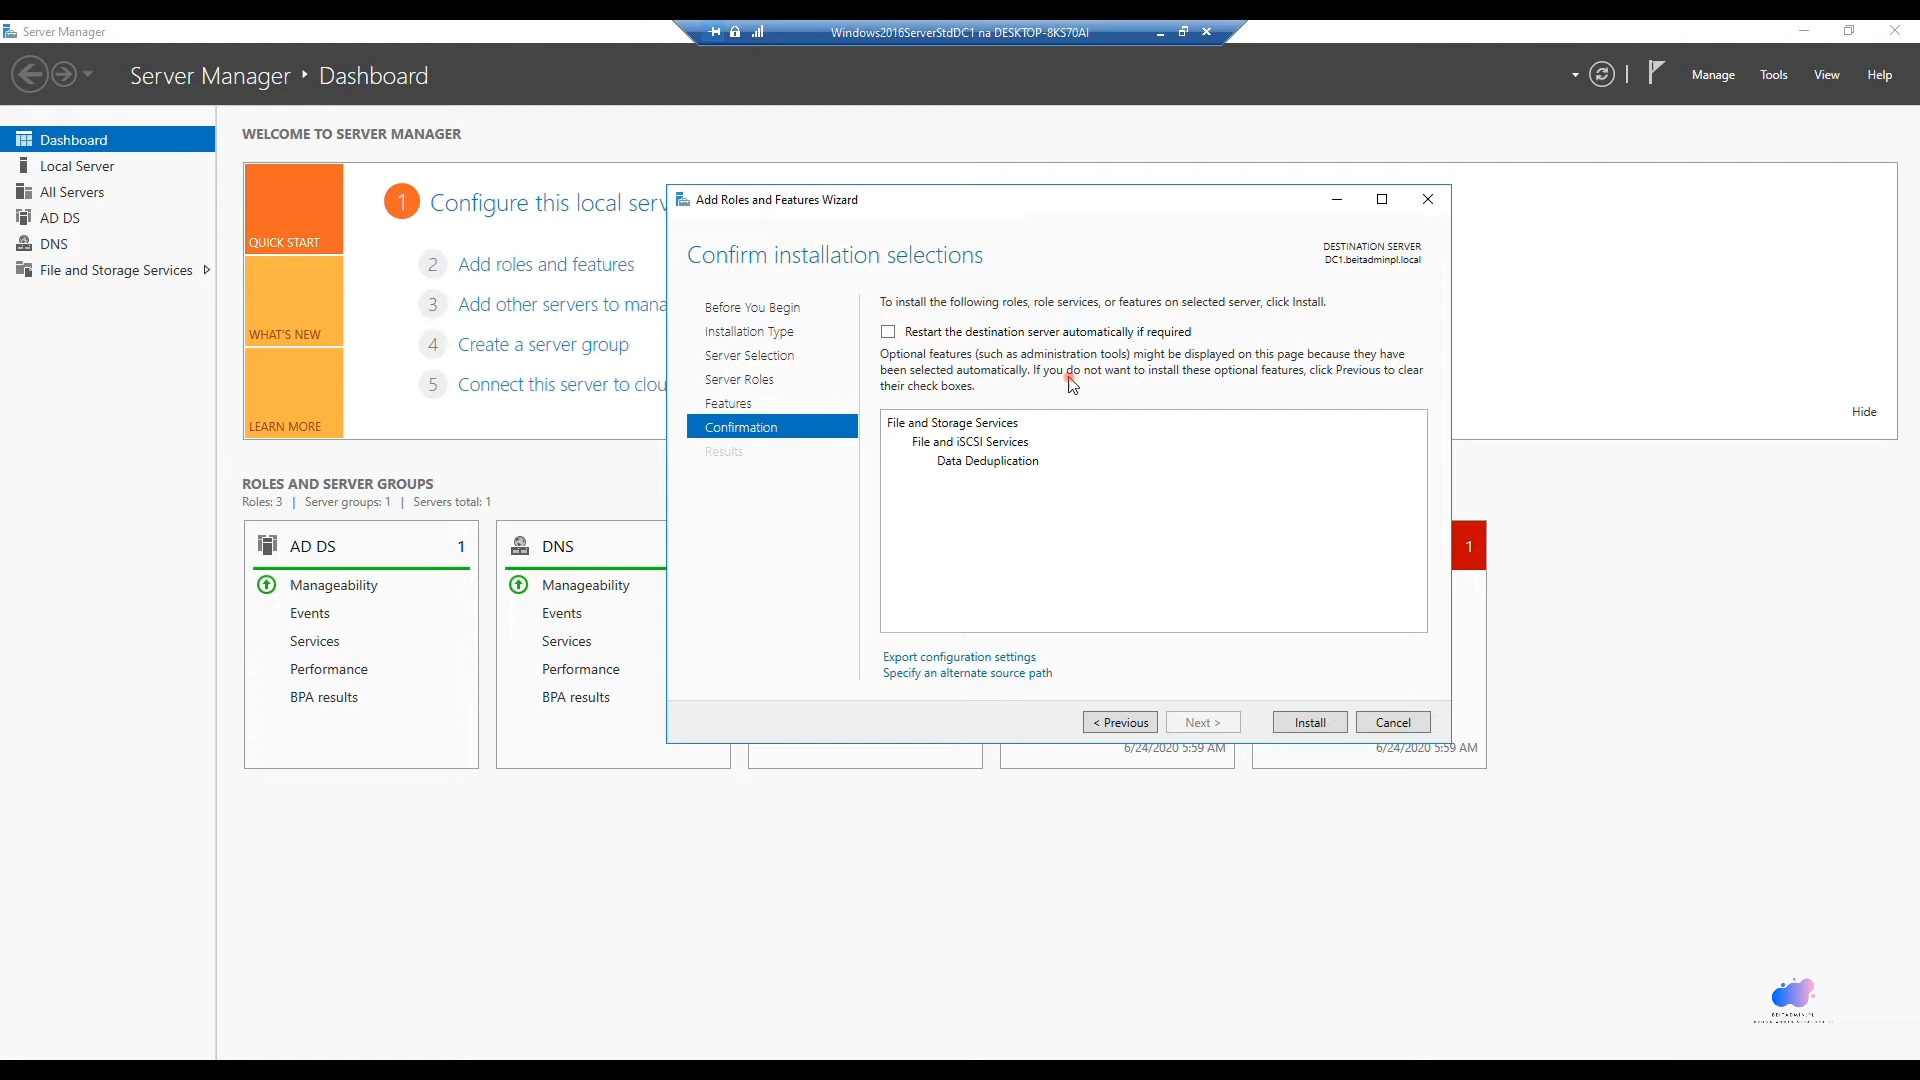 Server Manager
Windows2016ServerStdDC1 na DESKTOP-8KS70AI
Server Manager
Dashboard
Manage
Tools
View
Help
Dashboard
Local Server
All Servers
AD DS
DNS
File and Storage Services
WELCOME TO SERVER MANAGER
QUICK START
WHAT'S NEW
LEARN MORE
1 Configure this local serv
2 Add roles and features
3 Add other servers to mana
4 Create a server group
5 Connect this server to clou
Hide
ROLES AND SERVER GROUPS
Roles: 3 | Server groups: 1 | Servers total: 1
AD DS 1
Manageability
Events
Services
Performance
BPA results
DNS
Manageability
Events
Services
Performance
BPA results
1
6/24/2020 5:59 AM
6/24/2020 5:59 AM
Add Roles and Features Wizard
Confirm installation selections
DESTINATION SERVER
DC1.beitadminpl.local
Before You Begin
Installation Type
Server Selection
Server Roles
Features
Confirmation
Results
To install the following roles, role services, or features on selected server, click Install.
Restart the destination server automatically if required
Optional features (such as administration tools) might be displayed on this page because they have
been selected automatically. If you do not want to install these optional features, click Previous to clear
their check boxes.
File and Storage Services
File and iSCSI Services
Data Deduplication
Export configuration settings
Specify an alternate source path
< Previous
Next >
Install
Cancel
BEITADMIN.PL